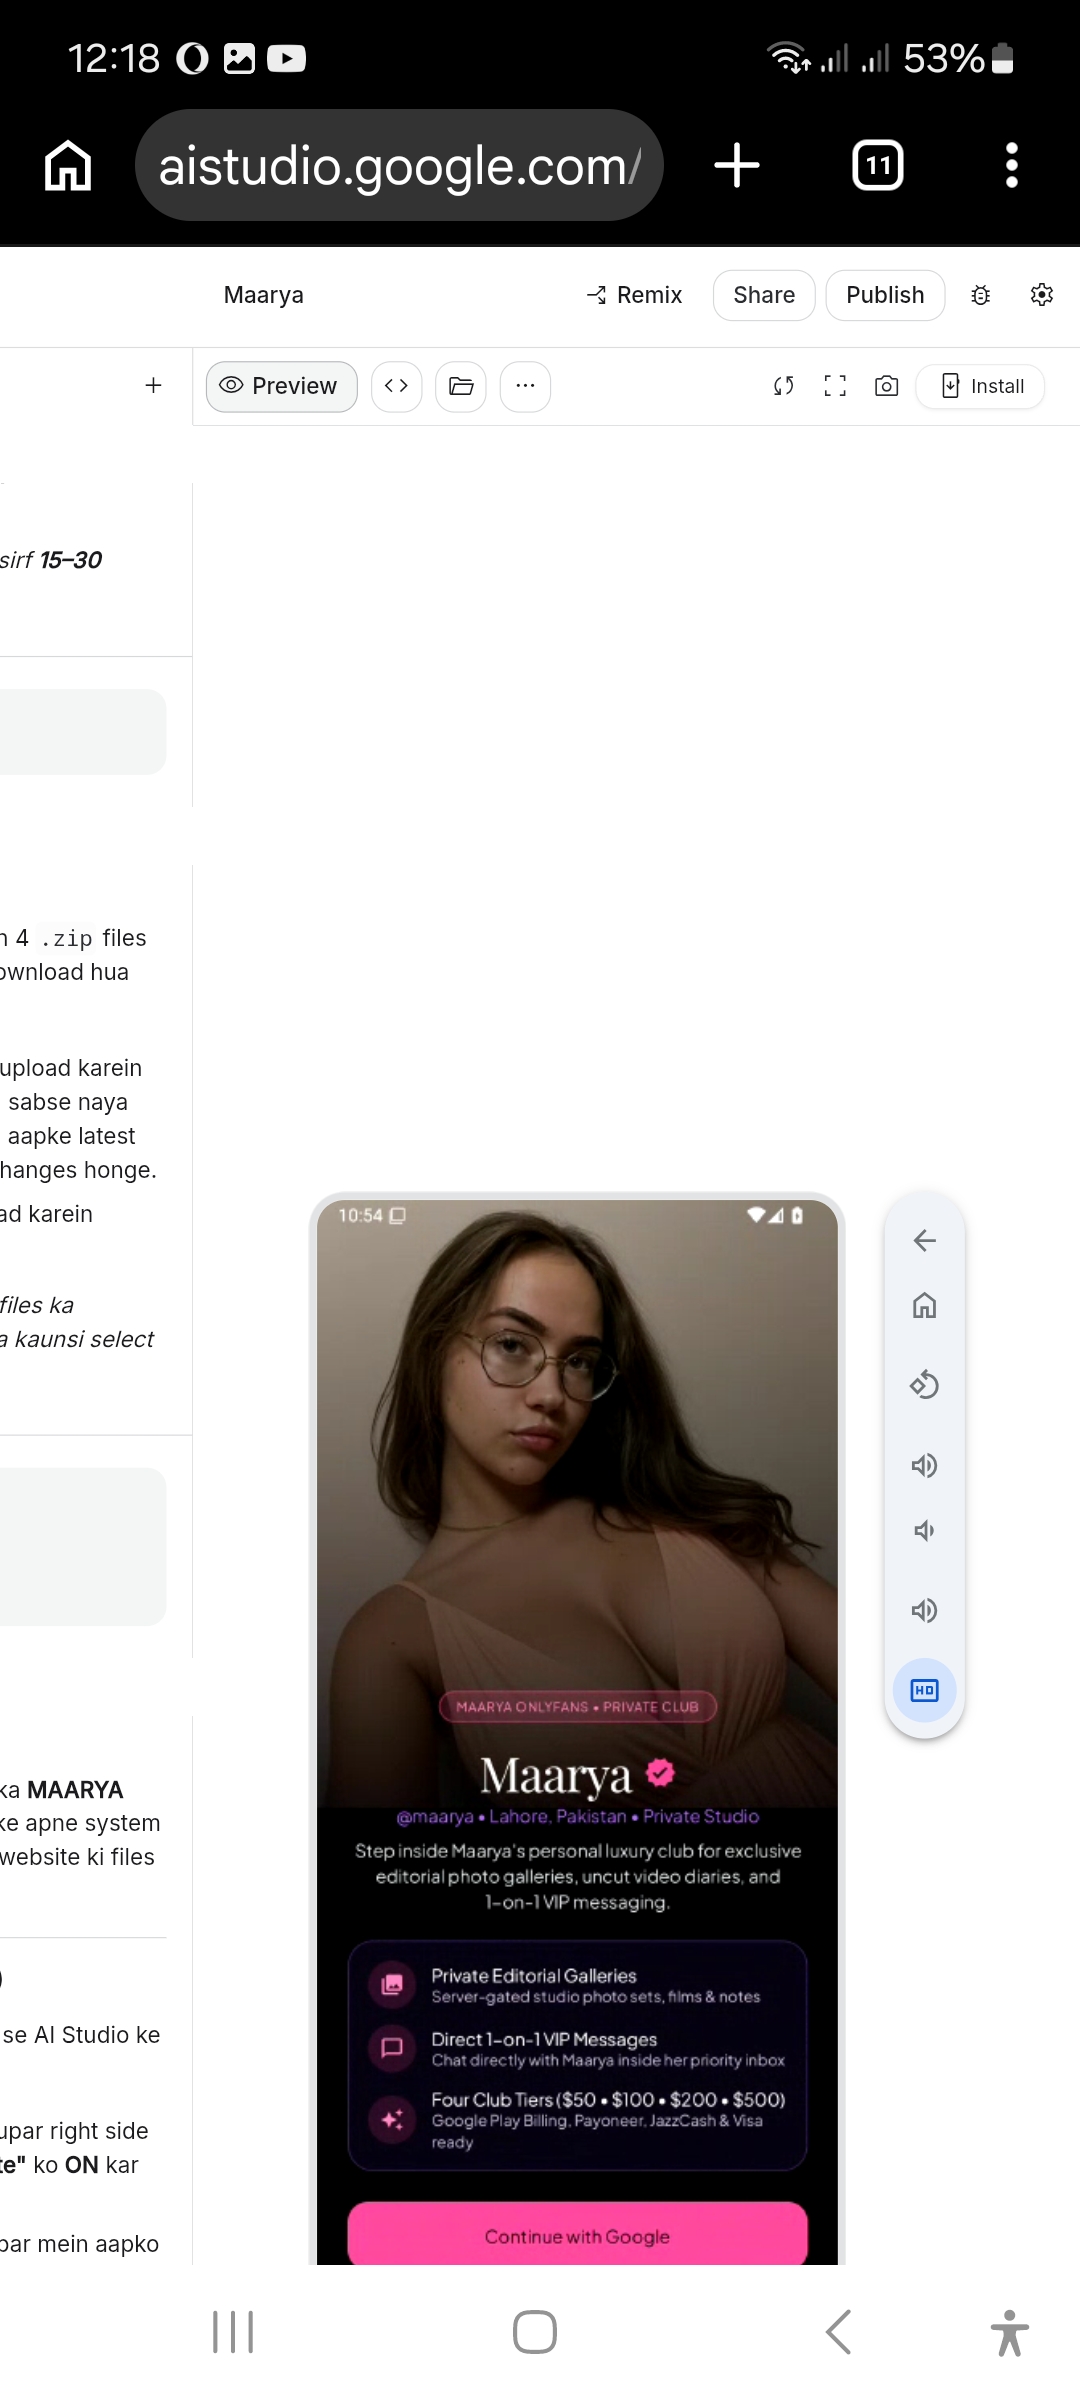 12:18
53%
aistudio.google.com/
11
Maarya
Remix
Share
Publish
Preview
Install
sirf 15–30
4 .zip files
ownload hua
upload karein
sabse naya
aapke latest
hanges honge.
ad karein
files ka
a kaunsi select
ka MAARYA
ke apne system
website ki files
)
se AI Studio ke
upar right side
te" ko ON kar
par mein aapko
10:54
MAARYA ONLYFANS • PRIVATE CLUB
Maarya
@maarya • Lahore, Pakistan • Private Studio
Step inside Maarya's personal luxury club for exclusive
editorial photo galleries, uncut video diaries, and
1-on-1 VIP messaging.
Private Editorial Galleries
Server-gated studio photo sets, films & notes
Direct 1-on-1 VIP Messages
Chat directly with Maarya inside her priority inbox
Four Club Tiers ($50 • $100 • $200 • $500)
Google Play Billing, Payoneer, JazzCash & Visa
ready
Continue with Google
HD